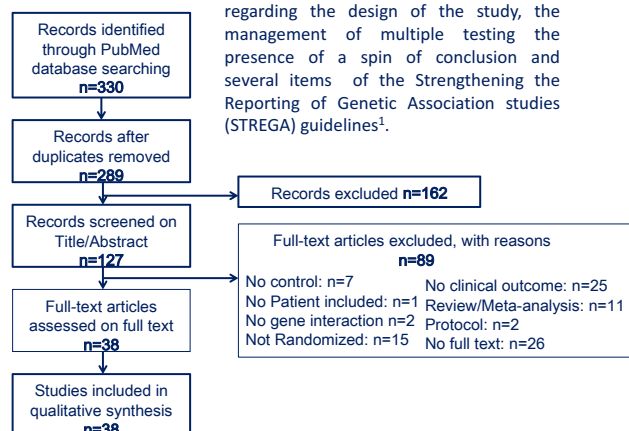 regarding the design of the study, the
management of multiple testing the
presence of a spin of conclusion and
several items of the Strengthening the
Reporting of Genetic Association studies
(STREGA) guidelines¹.
Records identified
through PubMed
database searching
n=330
Records after
duplicates removed
n=289
Records excluded n=162
Records screened on
Title/Abstract
n=127
Full-text articles excluded, with reasons
n=89
No control: n=7
No Patient included: n=1
No gene interaction n=2
Not Randomized: n=15
No clinical outcome: n=25
Review/Meta-analysis: n=11
Protocol: n=2
No full text: n=26
Full-text articles
assessed on full text
n=38
Studies included in
qualitative synthesis
n=38